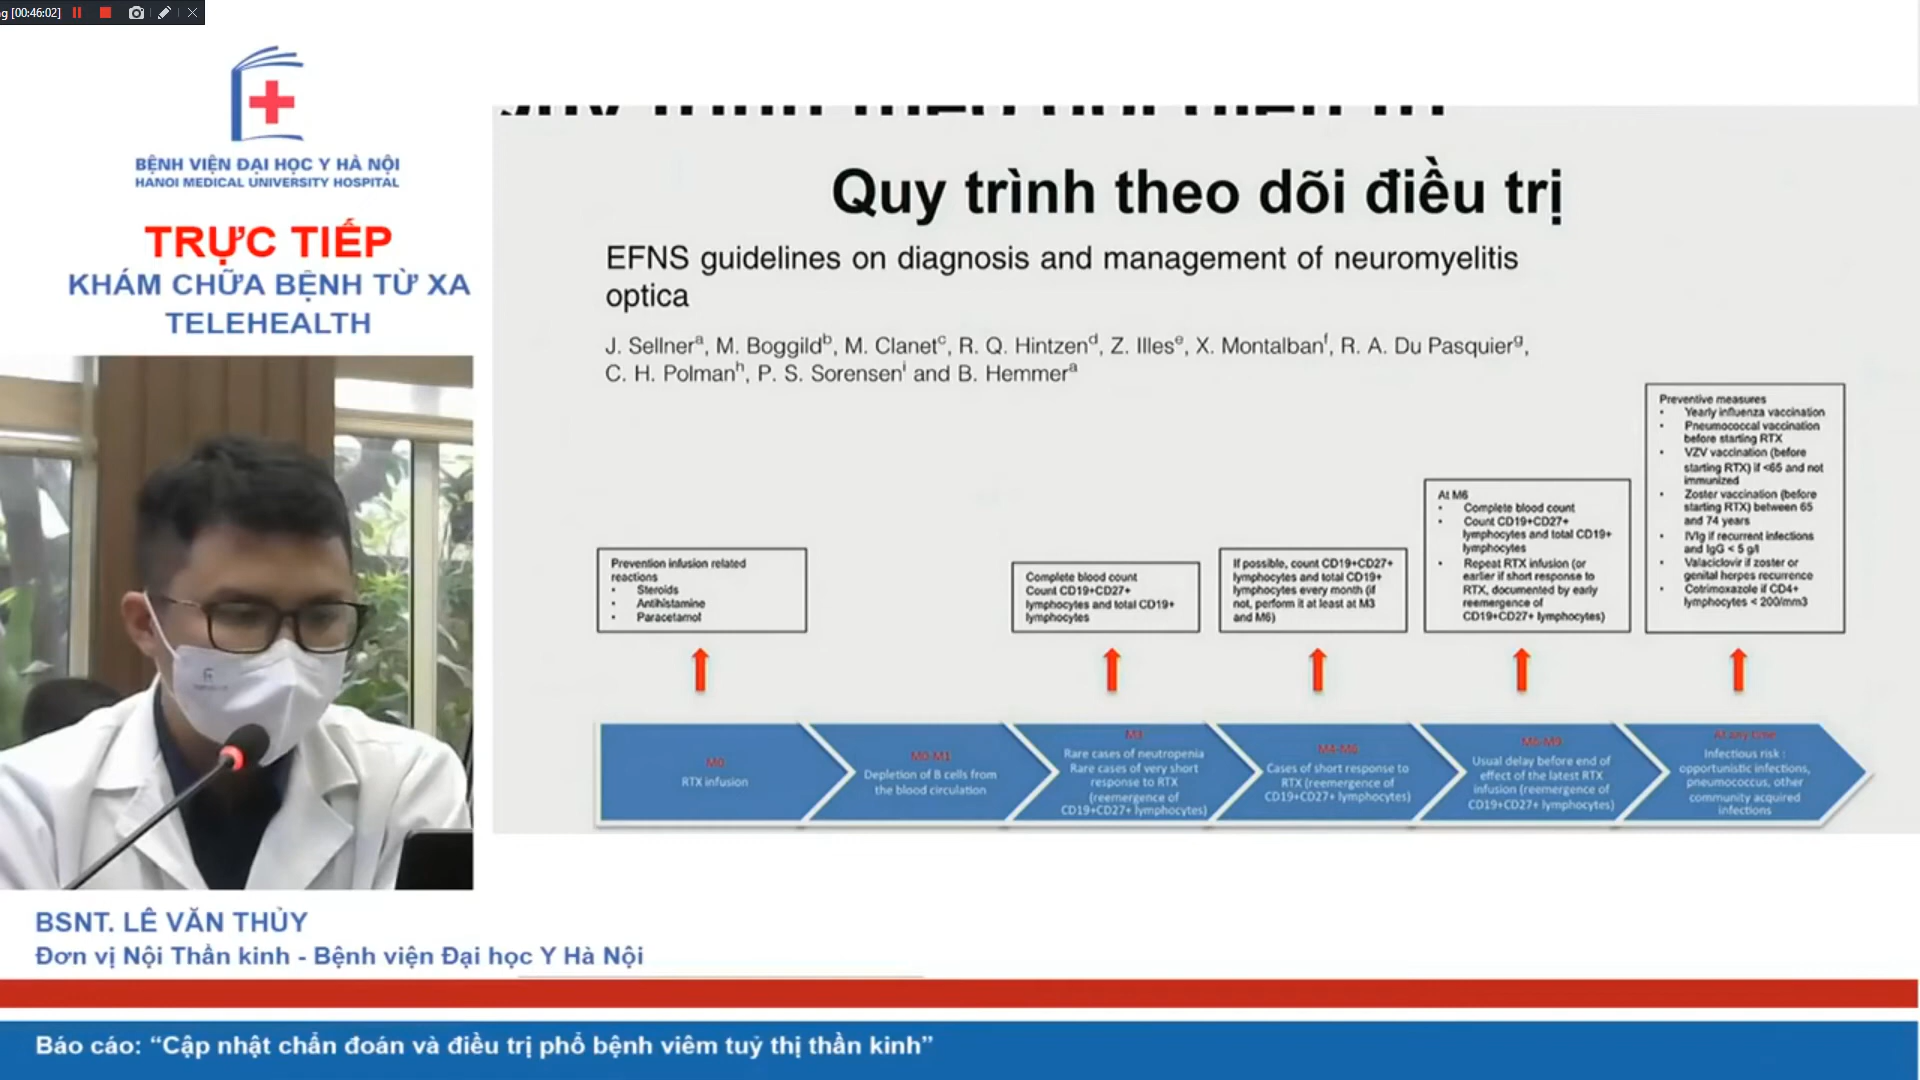 [00:46:02]
BỆNH VIỆN ĐẠI HỌC Y HÀ NỘI
HANOI MEDICAL UNIVERSITY HOSPITAL
TRỰC TIẾP
KHÁM CHỮA BỆNH TỪ XA
TELEHEALTH
Quy trình theo dõi điều trị
EFNS guidelines on diagnosis and management of neuromyelitis
optica
J. Sellnerᵃ, M. Boggildᵇ, M. Clanetᶜ, R. Q. Hintzenᵈ, Z. Illesᵉ, X. Montalbanᶠ, R. A. Du Pasquierᵍ,
C. H. Polmanʰ, P. S. Sorensenⁱ and B. Hemmerᵃ
Prevention infusion related
reactions
• Steroids
• Antihistamine
• Paracetamol
Complete blood count
Count CD19+CD27+
lymphocytes and total CD19+
lymphocytes
If possible, count CD19+CD27+
lymphocytes and total CD19+
lymphocytes every month (if
not, perform it at least at M3
and M6)
At M6
• Complete blood count
• Count CD19+CD27+
lymphocytes and total CD19+
lymphocytes
• Repeat RTX infusion (or
earlier if short response to
RTX, documented by early
reemergence of
CD19+CD27+ lymphocytes)
Preventive measures
• Yearly influenza vaccination
• Pneumococcal vaccination
before starting RTX
• VZV vaccination (before
starting RTX) if <65 and not
immunized
• Zoster vaccination (before
starting RTX) between 65
and 74 years
• IVIg if recurrent infections
and IgG < 5 g/l
• Valaciclovir if zoster or
genital herpes recurrence
• Cotrimoxazole if CD4+
lymphocytes < 200/mm3
M0
RTX infusion
M0-M1
Depletion of B cells from
the blood circulation
M3
Rare cases of neutropenia
Rare cases of very short
response to RTX
(reemergence of
CD19+CD27+ lymphocytes)
M4-M6
Cases of short response to
RTX (reemergence of
CD19+CD27+ lymphocytes)
M6-M9
Usual delay before end of
effect of the latest RTX
infusion (reemergence of
CD19+CD27+ lymphocytes)
At any time
Infectious risk :
opportunistic infections,
pneumococcus, other
community acquired
infections
BSNT. LÊ VĂN THỦY
Đơn vị Nội Thần kinh - Bệnh viện Đại học Y Hà Nội
Báo cáo: “Cập nhật chẩn đoán và điều trị phổ bệnh viêm tuỷ thị thần kinh”